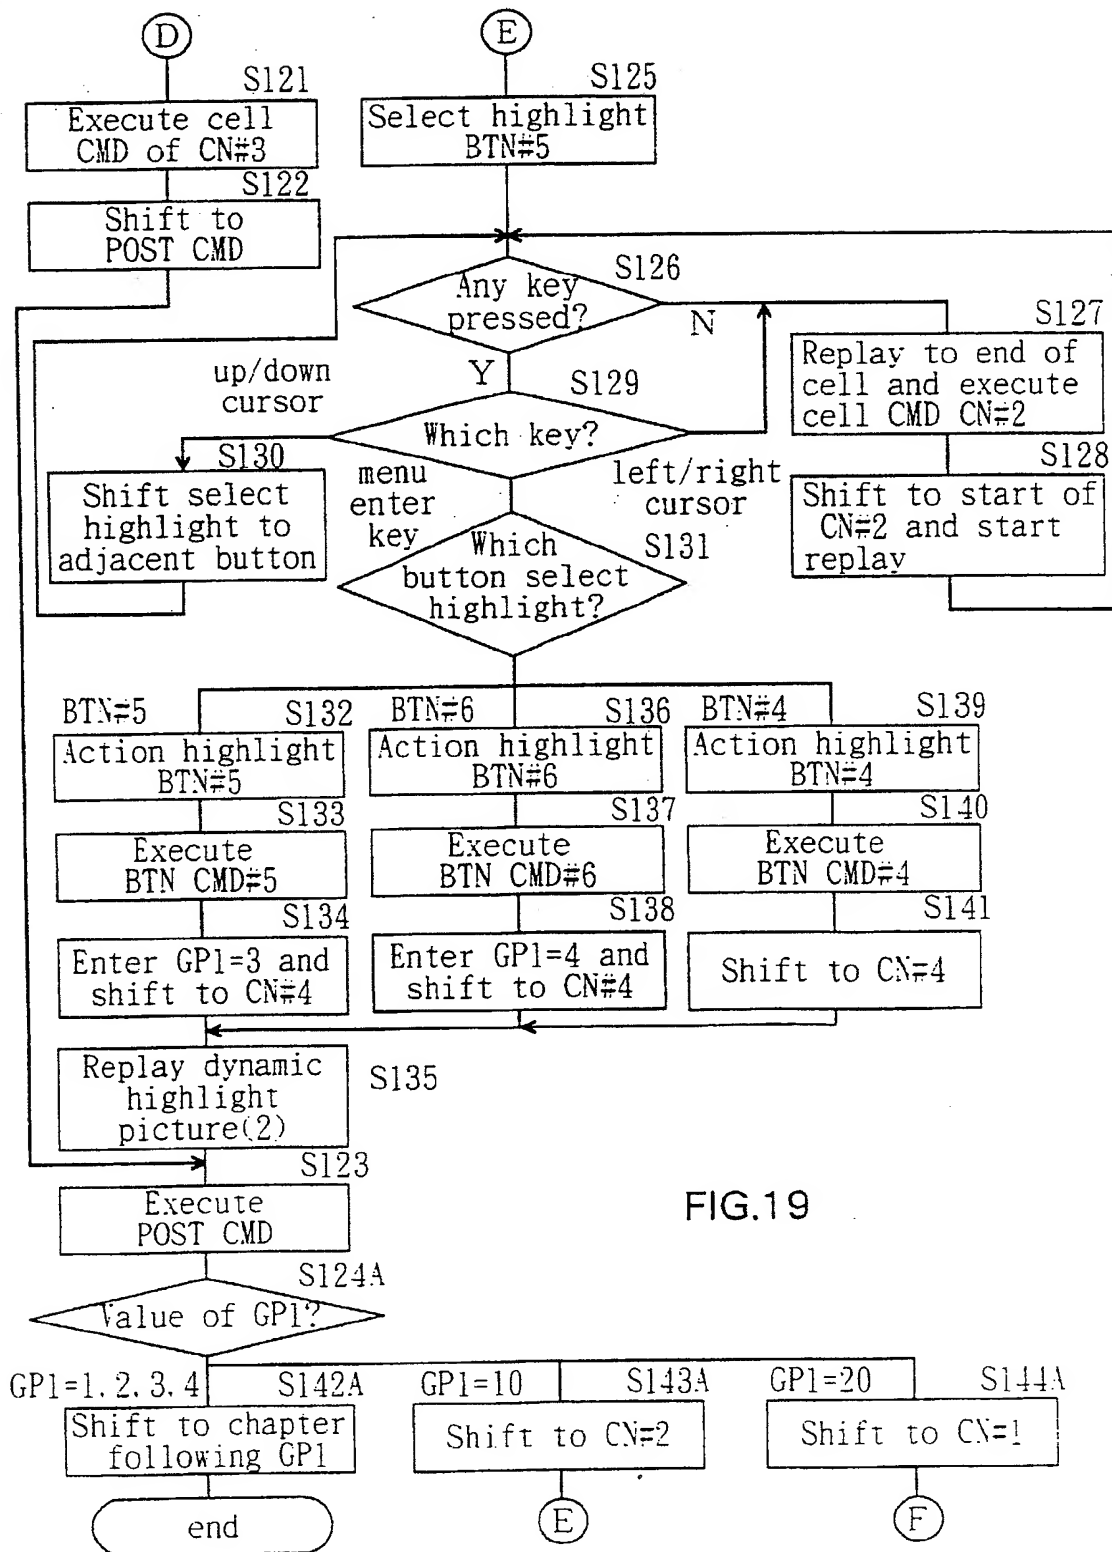 D
S121
Execute cell
CMD of CN#3
S122
Shift to
POST CMD
E
S125
Select highlight
BTN#5
S126
Any key
pressed?
N
Y
S127
Replay to end of
cell and execute
cell CMD CN#2
S128
Shift to start of
CN#2 and start
replay
S129
Which key?
up/down
cursor
S130
Shift select
highlight to
adjacent button
menu
enter
key
left/right
cursor
S131
Which
button select
highlight?
BTN#5
S132
Action highlight
BTN#5
S133
Execute
BTN CMD#5
S134
Enter GP1=3 and
shift to CN#4
BTN#6
S136
Action highlight
BTN#6
S137
Execute
BTN CMD#6
S138
Enter GP1=4 and
shift to CN#4
BTN#4
S139
Action highlight
BTN#4
S140
Execute
BTN CMD#4
S141
Shift to CN#4
Replay dynamic
highlight
picture(2)
S135
S123
Execute
POST CMD
FIG.19
S124A
Value of GP1?
GP1=1.2.3.4
S142A
Shift to chapter
following GP1
end
GP1=10
S143A
Shift to CN=2
E
GP1=20
S144A
Shift to CN=1
F